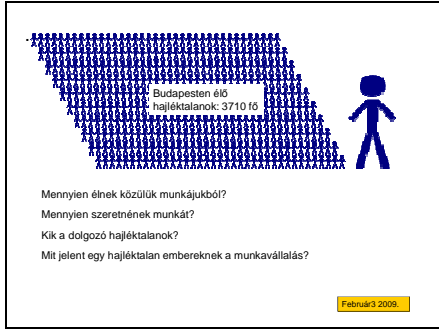 Budapesten élő
hajléktalanok: 3710 fő
Mennyien élnek közülük munkájukból?
Mennyien szeretnének munkát?
Kik a dolgozó hajléktalanok?
Mit jelent egy hajléktalan embereknek a munkavállalás?
Február3 2009.